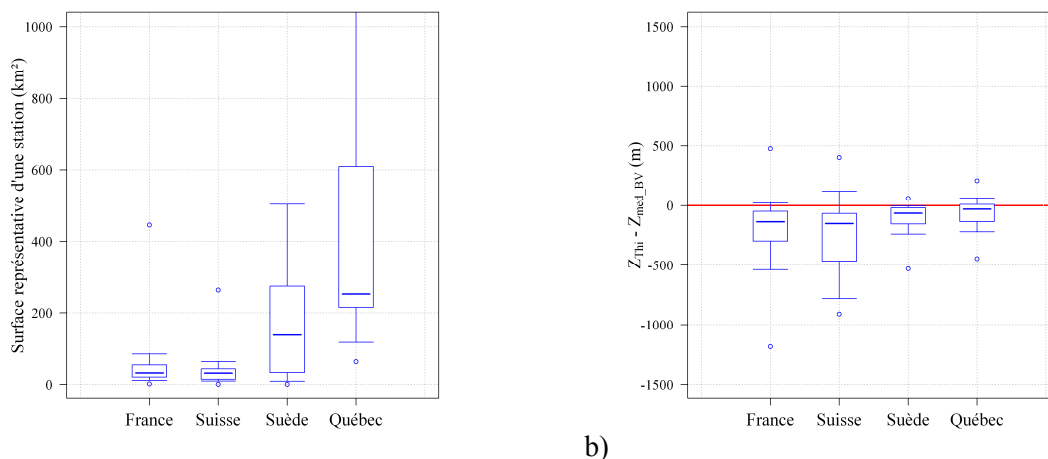 Surface représentative d'une station (km²)
1000
800
600
400
200
0
France Suisse Suède Québec
Z_Thi - Z_med_BV (m)
1500
1000
500
0
-500
-1000
-1500
France Suisse Suède Québec
b)